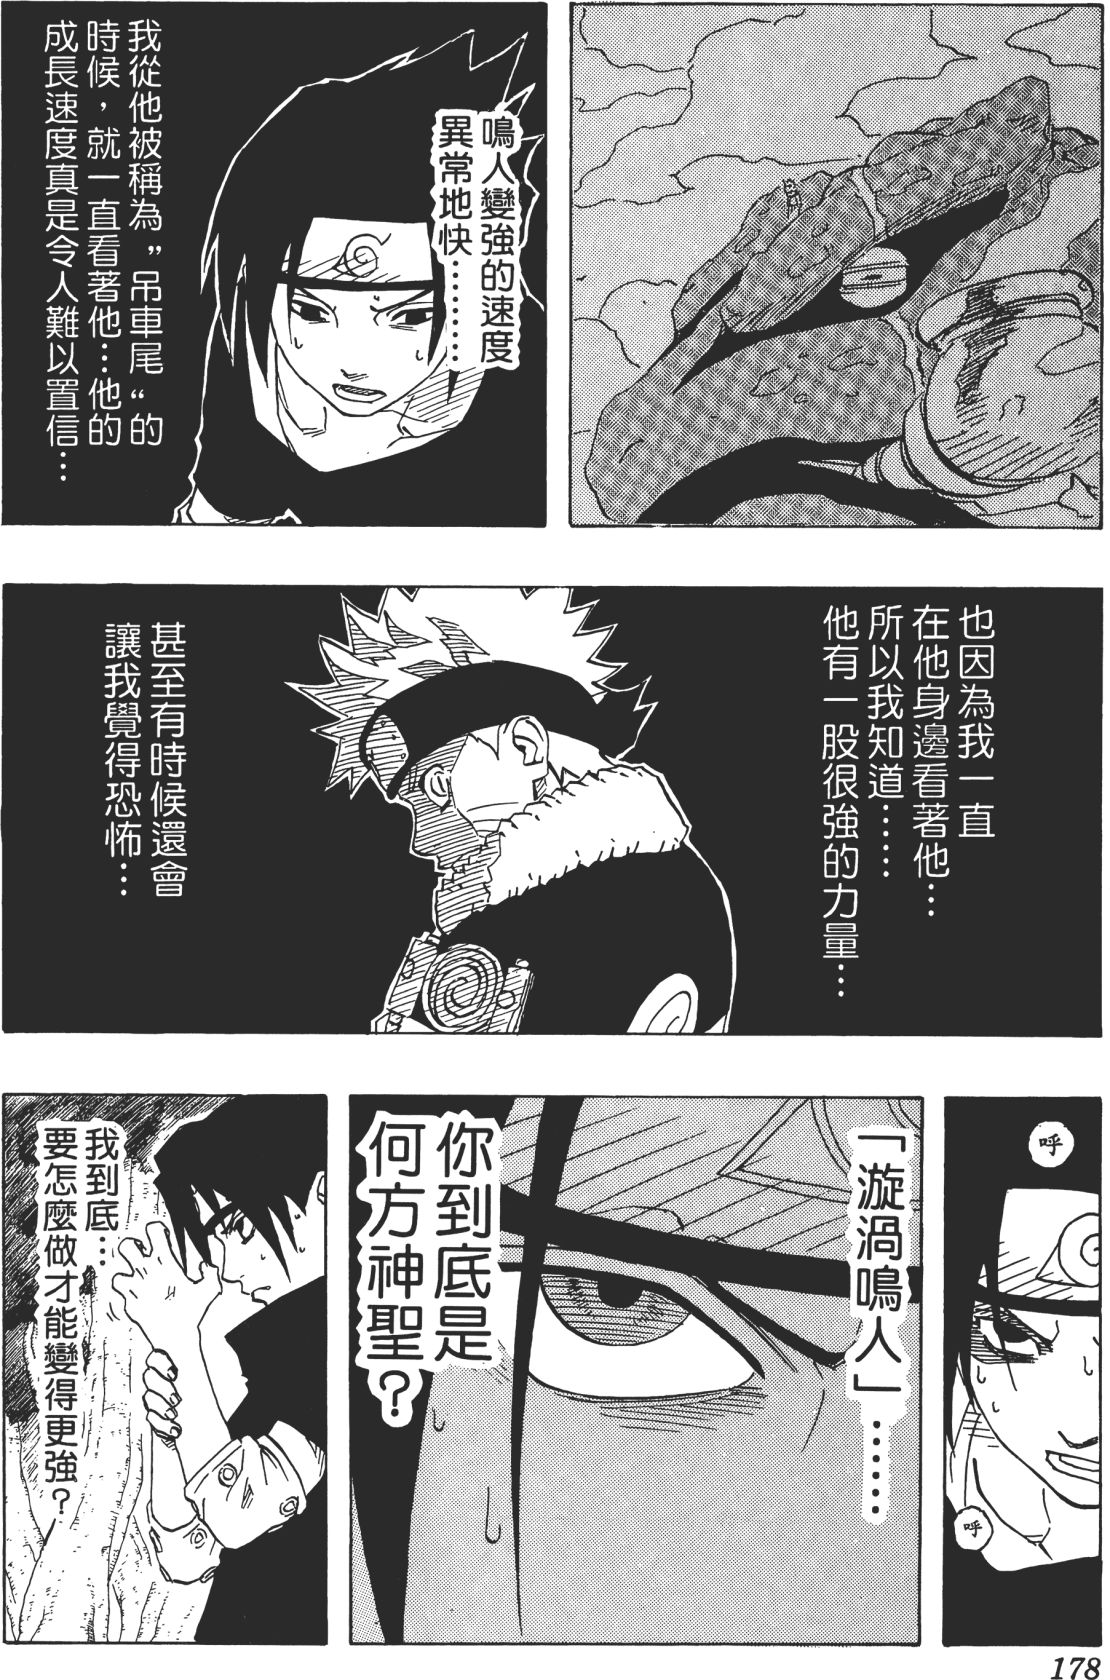 鳴人變強的速度
異常地快………
我從他被稱為”吊車尾“的
時候，就一直看著他…他的
成長速度真是令人難以置信…
也因為我一直
在他身邊看著他…
所以我知道……
他有一股很強的力量…
甚至有時候還會
讓我覺得恐怖…
呼
呼
「漩渦鳴人」……
你到底是
何方神聖？
我到底…
要怎麼做才能變得更強？
178